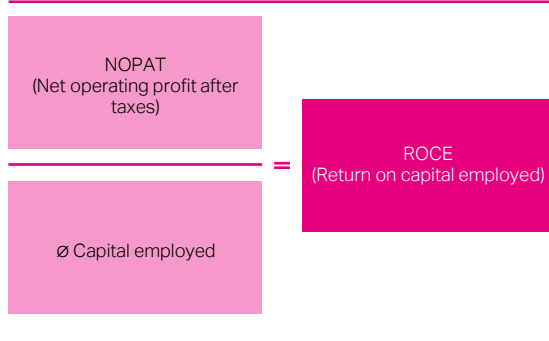 NOPAT
(Net operating profit after
taxes)
=
ROCE
(Return on capital employed)
Ø Capital employed